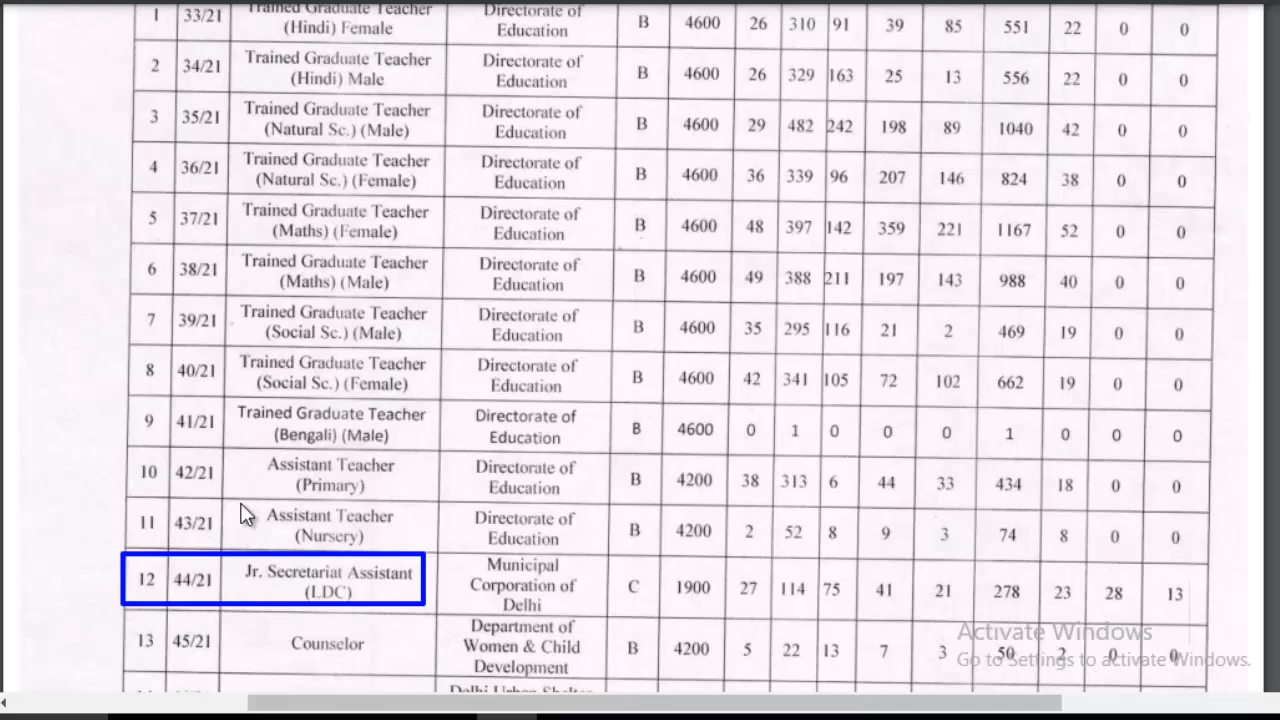 1 33/21 Trained Graduate Teacher (Hindi) Female Directorate of Education B 4600 26 310 91 39 85 551 22 0 0
2 34/21 Trained Graduate Teacher (Hindi) Male Directorate of Education B 4600 26 329 163 25 13 556 22 0 0
3 35/21 Trained Graduate Teacher (Natural Sc.) (Male) Directorate of Education B 4600 29 482 242 198 89 1040 42 0 0
4 36/21 Trained Graduate Teacher (Natural Sc.) (Female) Directorate of Education B 4600 36 339 96 207 146 824 38 0 0
5 37/21 Trained Graduate Teacher (Maths) (Female) Directorate of Education B 4600 48 397 142 359 221 1167 52 0 0
6 38/21 Trained Graduate Teacher (Maths) (Male) Directorate of Education B 4600 49 388 211 197 143 988 40 0 0
7 39/21 Trained Graduate Teacher (Social Sc.) (Male) Directorate of Education B 4600 35 295 116 21 2 469 19 0 0
8 40/21 Trained Graduate Teacher (Social Sc.) (Female) Directorate of Education B 4600 42 341 105 72 102 662 19 0 0
9 41/21 Trained Graduate Teacher (Bengali) (Male) Directorate of Education B 4600 0 1 0 0 0 1 0 0 0
10 42/21 Assistant Teacher (Primary) Directorate of Education B 4200 38 313 6 44 33 434 18 0 0
11 43/21 Assistant Teacher (Nursery) Directorate of Education B 4200 2 52 8 9 3 74 8 0 0
12 44/21 Jr. Secretariat Assistant (LDC) Municipal Corporation of Delhi C 1900 27 114 75 41 21 278 23 28 13
13 45/21 Counselor Department of Women & Child Development B 4200 5 22 13 7 3 50 2 0 0
Activate Windows
Go to Settings to activate Windows.